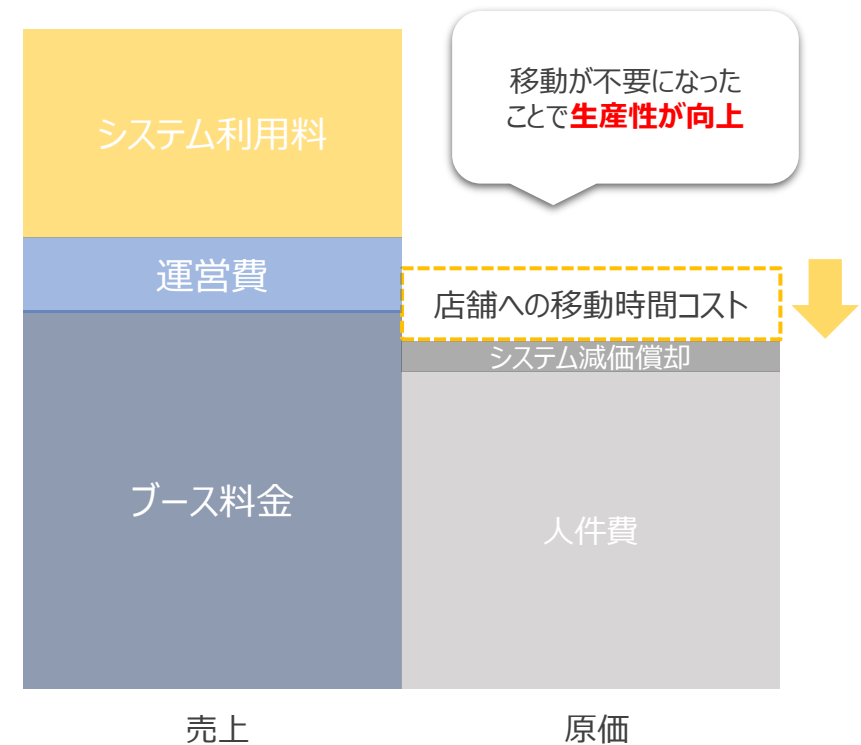 システム利用料
運営費
ブース料金
売上
移動が不要になった
ことで生産性が向上
店舗への移動時間コスト
システム減価償却
人件費
原価